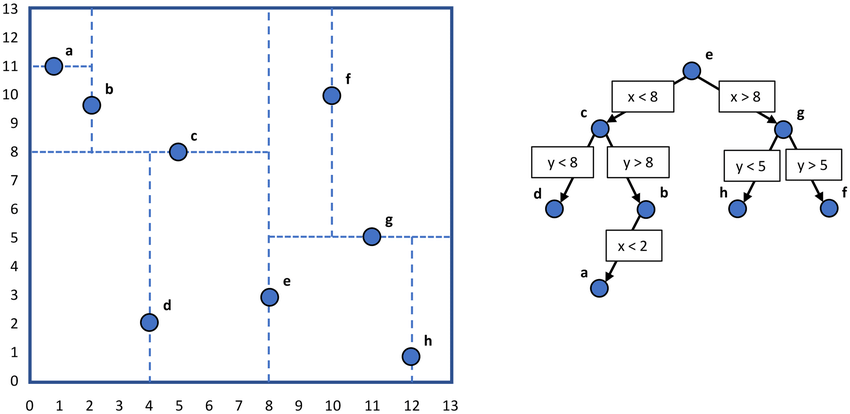 13
12
11
10
9
8
7
6
5
4
3
2
1
0
a
b
c
d
e
f
g
h
0 1 2 3 4 5 6 7 8 9 10 11 12 13
e
x < 8 x > 8
c g
y < 8 y > 8 y < 5 y > 5
d b h f
x < 2
a